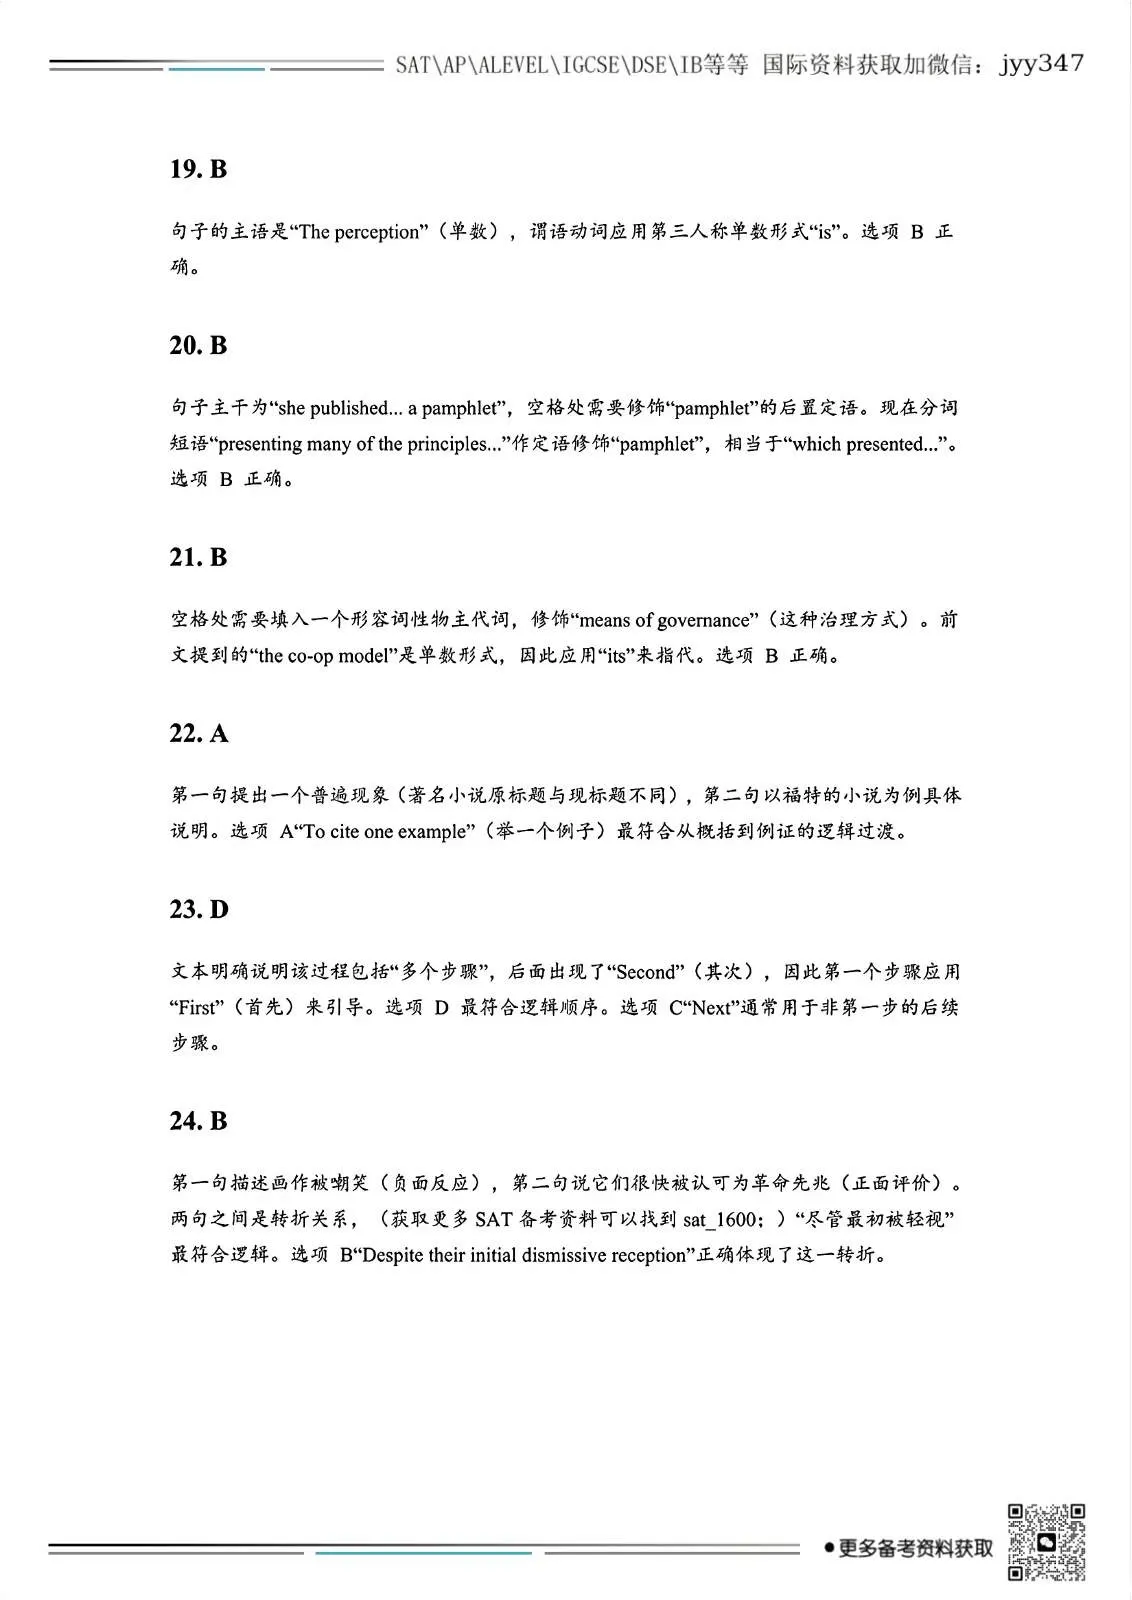 SAT\AP\ALEVEL\IGCSE\DSE\IB等等 国际资料获取加微信： jyy347
19. B
句子的主语是“The perception”（单数），谓语动词应用第三人称单数形式“is”。选项 B 正
确。
20. B
句子主干为“she published... a pamphlet”，空格处需要修饰“pamphlet”的后置定语。现在分词
短语“presenting many of the principles...”作定语修饰“pamphlet”，相当于“which presented...”。
选项 B 正确。
21. B
空格处需要填入一个形容词性物主代词，修饰“means of governance”（这种治理方式）。前
文提到的“the co-op model”是单数形式，因此应用“its”来指代。选项 B 正确。
22. A
第一句提出一个普遍现象（著名小说原标题与现标题不同），第二句以福特的小说为例具体
说明。选项 A“To cite one example”（举一个例子）最符合从概括到例证的逻辑过渡。
23. D
文本明确说明该过程包括“多个步骤”，后面出现了“Second”（其次），因此第一个步骤应用
“First”（首先）来引导。选项 D 最符合逻辑顺序。选项 C“Next”通常用于非第一步的后续
步骤。
24. B
第一句描述画作被嘲笑（负面反应），第二句说它们很快被认可为革命先兆（正面评价）。
两句之间是转折关系，（获取更多 SAT 备考资料可以找到 sat_1600；）“尽管最初被轻视”
最符合逻辑。选项 B“Despite their initial dismissive reception”正确体现了这一转折。
●更多备考资料获取